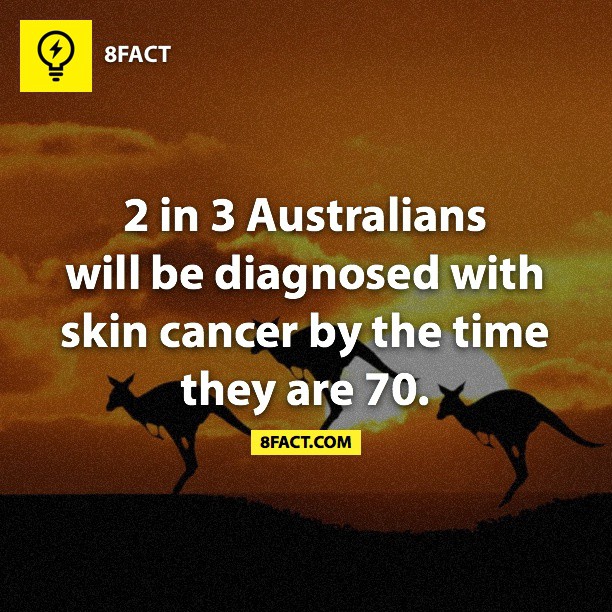 8FACT
2 in 3 Australians
will be diagnosed with
skin cancer by the time
they are 70.
8FACT.COM